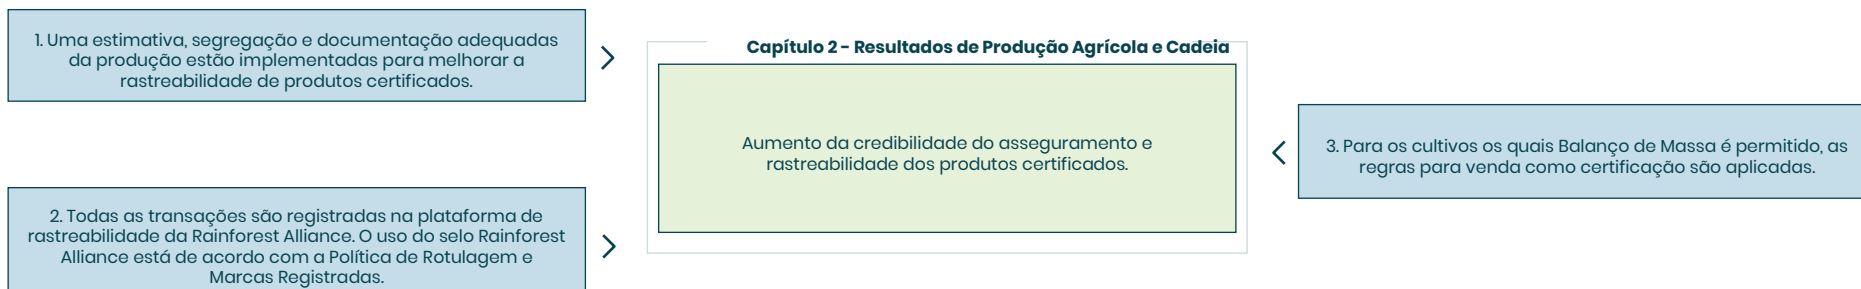 1. Uma estimativa, segregação e documentação adequadas
da produção estão implementadas para melhorar a
rastreabilidade de produtos certificados.
2. Todas as transações são registradas na plataforma de
rastreabilidade da Rainforest Alliance. O uso do selo Rainforest
Alliance está de acordo com a Política de Rotulagem e
Marcas Registradas.
Capítulo 2 - Resultados de Produção Agrícola e Cadeia
Aumento da credibilidade do asseguramento e
rastreabilidade dos produtos certificados.
3. Para os cultivos os quais Balanço de Massa é permitido, as
regras para venda como certificação são aplicadas.